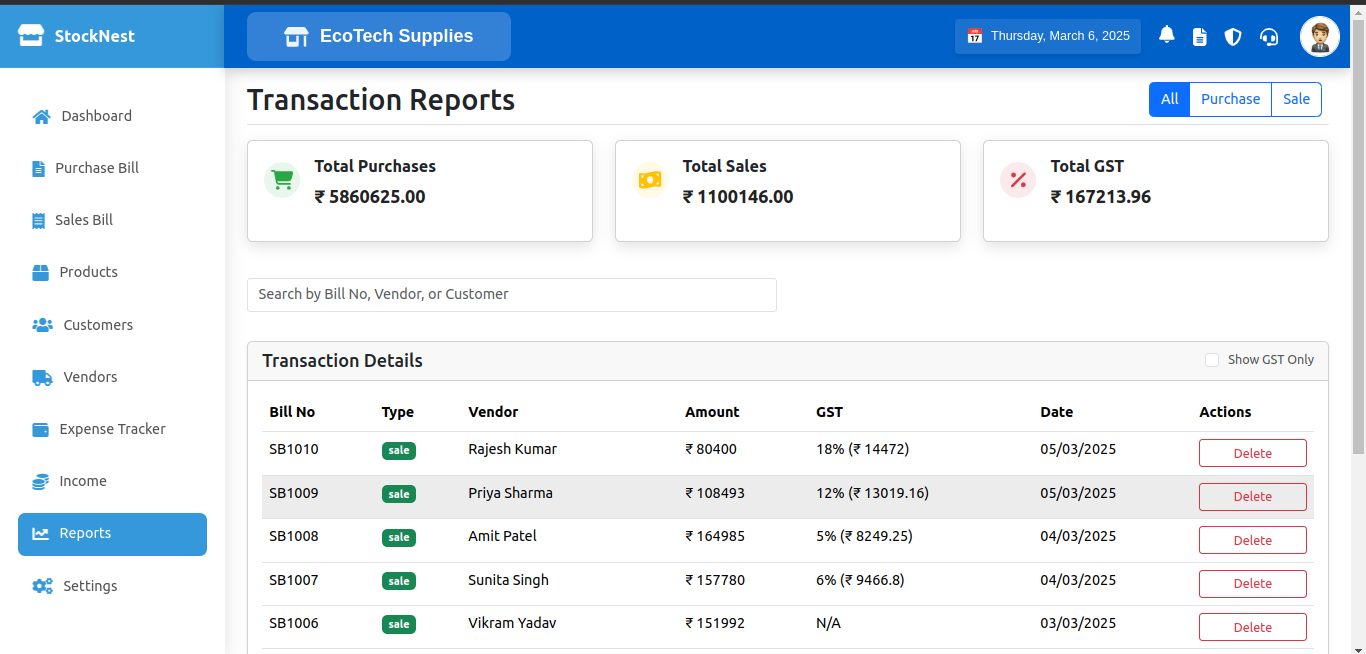 StockNest
EcoTech Supplies
Thursday, March 6, 2025
Dashboard
Purchase Bill
Sales Bill
Products
Customers
Vendors
Expense Tracker
Income
Reports
Settings
Transaction Reports
All Purchase Sale
Total Purchases
₹ 5860625.00
Total Sales
₹ 1100146.00
Total GST
₹ 167213.96
Search by Bill No, Vendor, or Customer
Transaction Details
Show GST Only
Bill No Type Vendor Amount GST Date Actions
SB1010 sale Rajesh Kumar ₹ 80400 18% (₹ 14472) 05/03/2025 Delete
SB1009 sale Priya Sharma ₹ 108493 12% (₹ 13019.16) 05/03/2025 Delete
SB1008 sale Amit Patel ₹ 164985 5% (₹ 8249.25) 04/03/2025 Delete
SB1007 sale Sunita Singh ₹ 157780 6% (₹ 9466.8) 04/03/2025 Delete
SB1006 sale Vikram Yadav ₹ 151992 N/A 03/03/2025 Delete